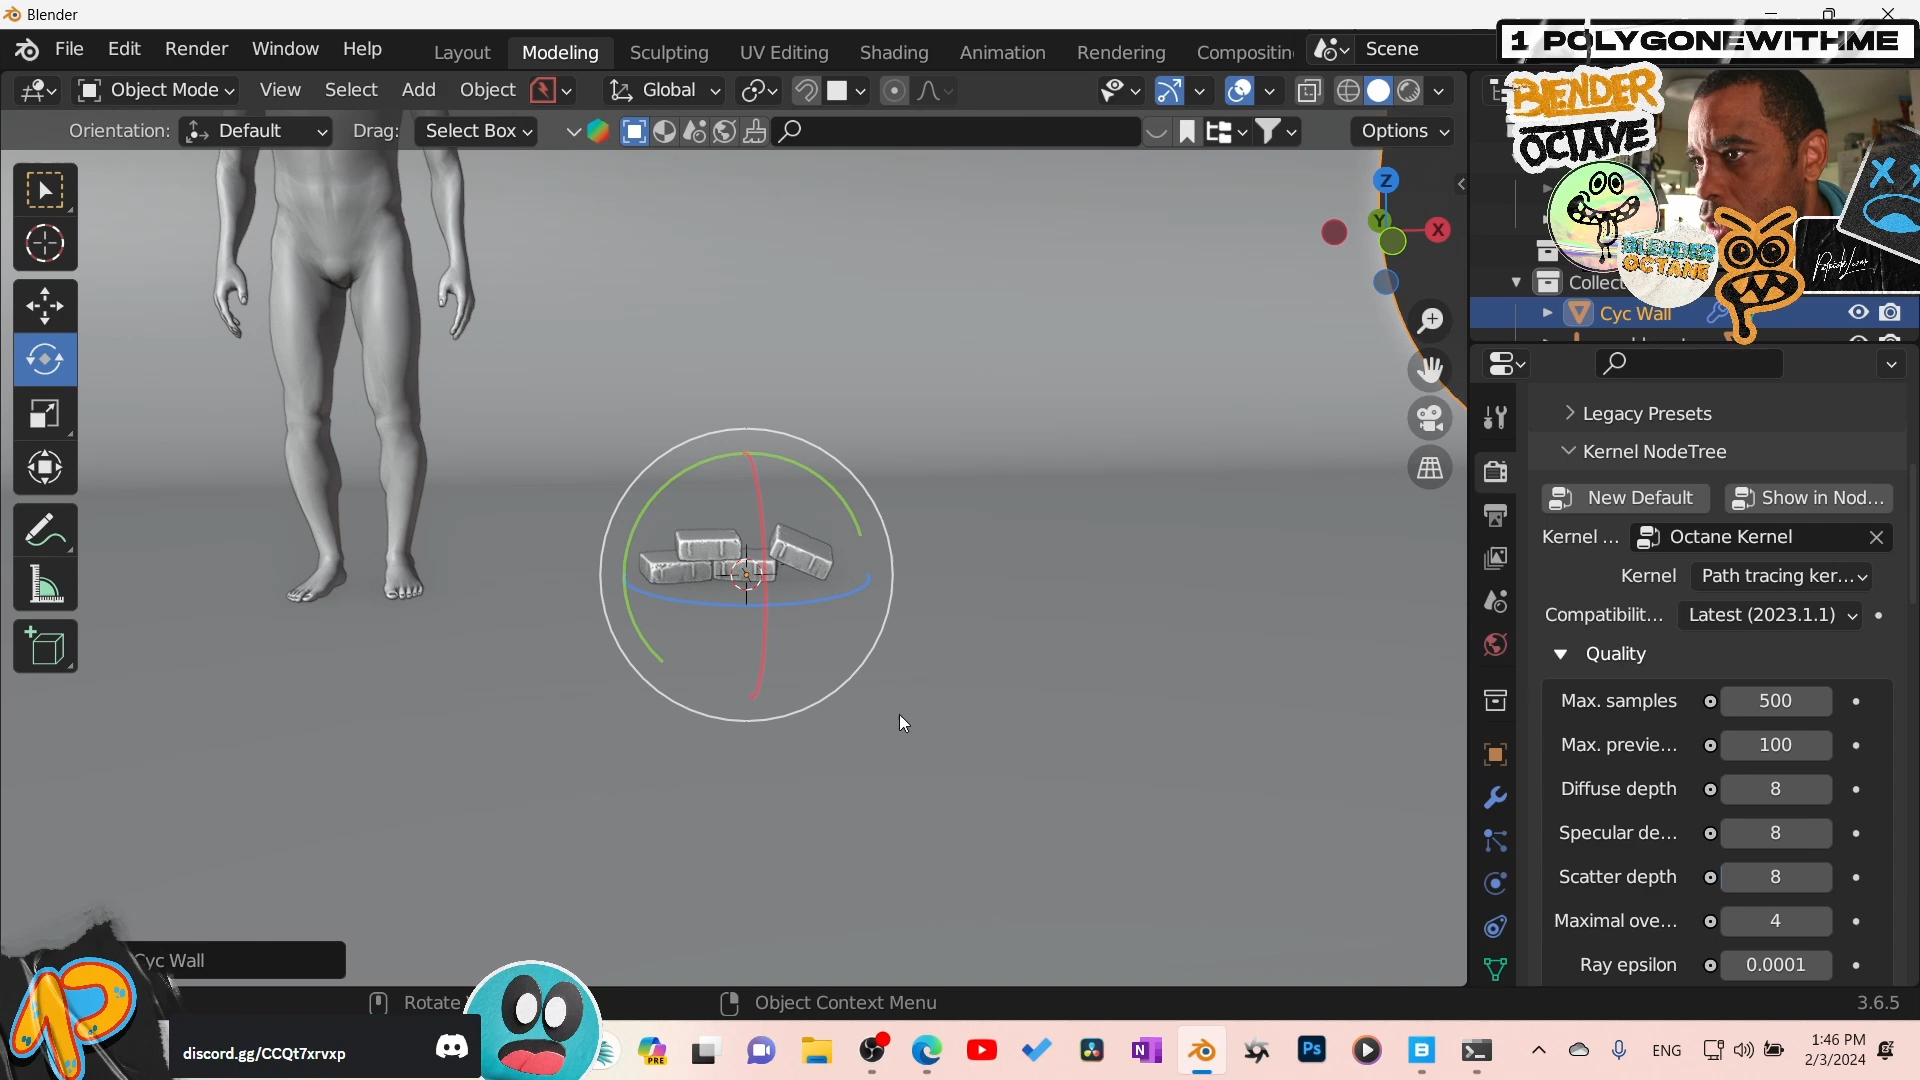 Blender
File Edit Render Window Help
Layout Modeling Sculpting UV Editing Shading Animation Rendering Compositin
Scene
1 POLYGONEWITHME
Object Mode View Select Add Object
Global
Orientation: Default Drag: Select Box
Options
BLENDER
OCTANE
Z
Y
X
BLENDER
OCTANE
Collect
Cyc Wall
Legacy Presets
Kernel NodeTree
New Default Show in Nod...
Kernel ... Octane Kernel
Kernel Path tracing ker...
Compatibilit... Latest (2023.1.1)
Quality
Max. samples 500
Max. previe... 100
Diffuse depth 8
Specular de... 8
Scatter depth 8
Maximal ove... 4
Ray epsilon 0.0001
Cyc Wall
Rotate
Object Context Menu
3.6.5
discord.gg/CCQt7xrvxp
PRE
N
Ps
B
ENG
1:46 PM
2/3/2024